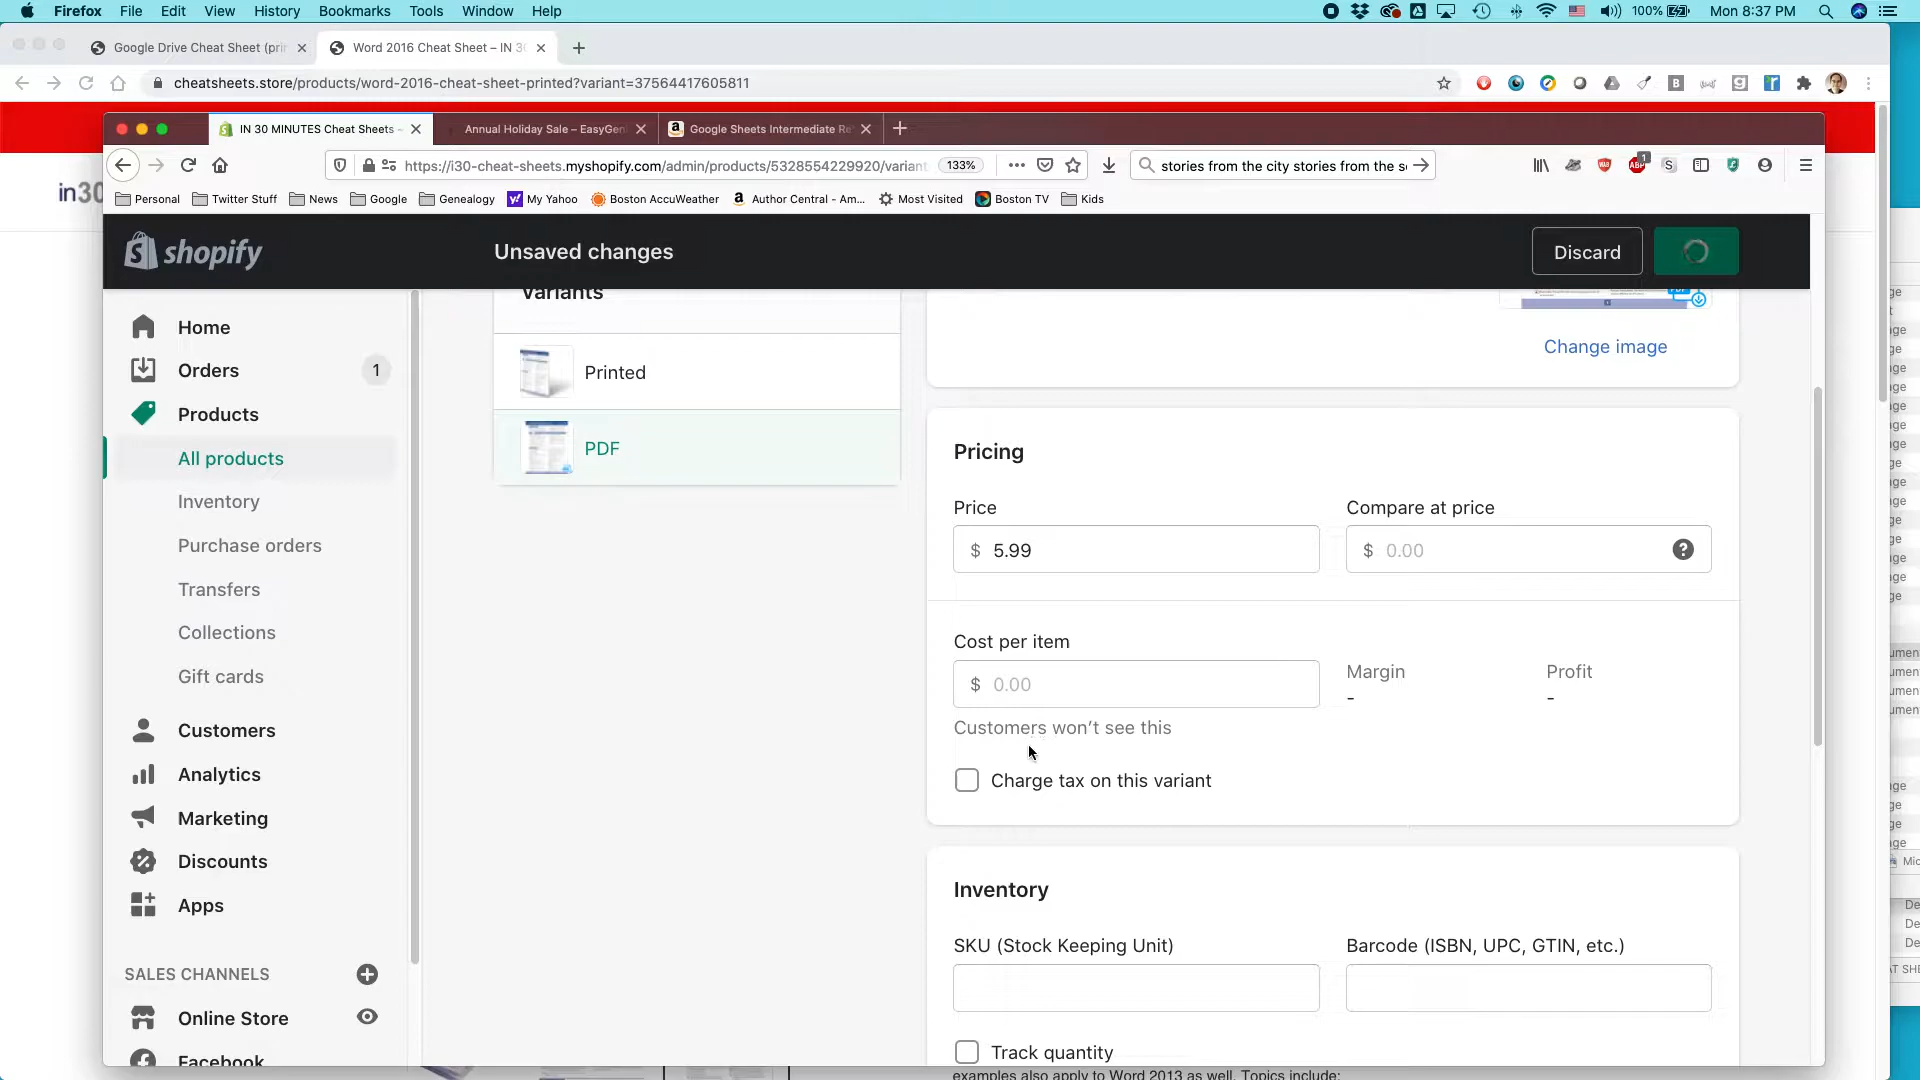 Firefox File Edit View History Bookmarks Tools Window Help
100% Mon 8:37 PM
Google Drive Cheat Sheet (pri
Word 2016 Cheat Sheet – IN 30
cheatsheets.store/products/word-2016-cheat-sheet-printed?variant=37564417605811
IN 30 MINUTES Cheat Sheets –
Annual Holiday Sale – EasyGen
Google Sheets Intermediate Re
https://i30-cheat-sheets.myshopify.com/admin/products/5328554229920/variant
133%
stories from the city stories from the s
in30
Personal Twitter Stuff News Google Genealogy My Yahoo Boston AccuWeather Author Central - Am... Most Visited Boston TV Kids
shopify
Unsaved changes
Discard
Variants
Home
Change image
Orders 1
Printed
Products
PDF
Pricing
All products
Inventory
Price
Compare at price
Purchase orders
$ 5.99
$ 0.00
Transfers
Collections
Cost per item
Gift cards
$ 0.00
Margin
-
Profit
-
Customers won't see this
Customers
Charge tax on this variant
Analytics
Marketing
Discounts
Inventory
Apps
SKU (Stock Keeping Unit)
Barcode (ISBN, UPC, GTIN, etc.)
SALES CHANNELS
Online Store
Track quantity
Facebook
examples also apply to Word 2013 as well. Topics include: